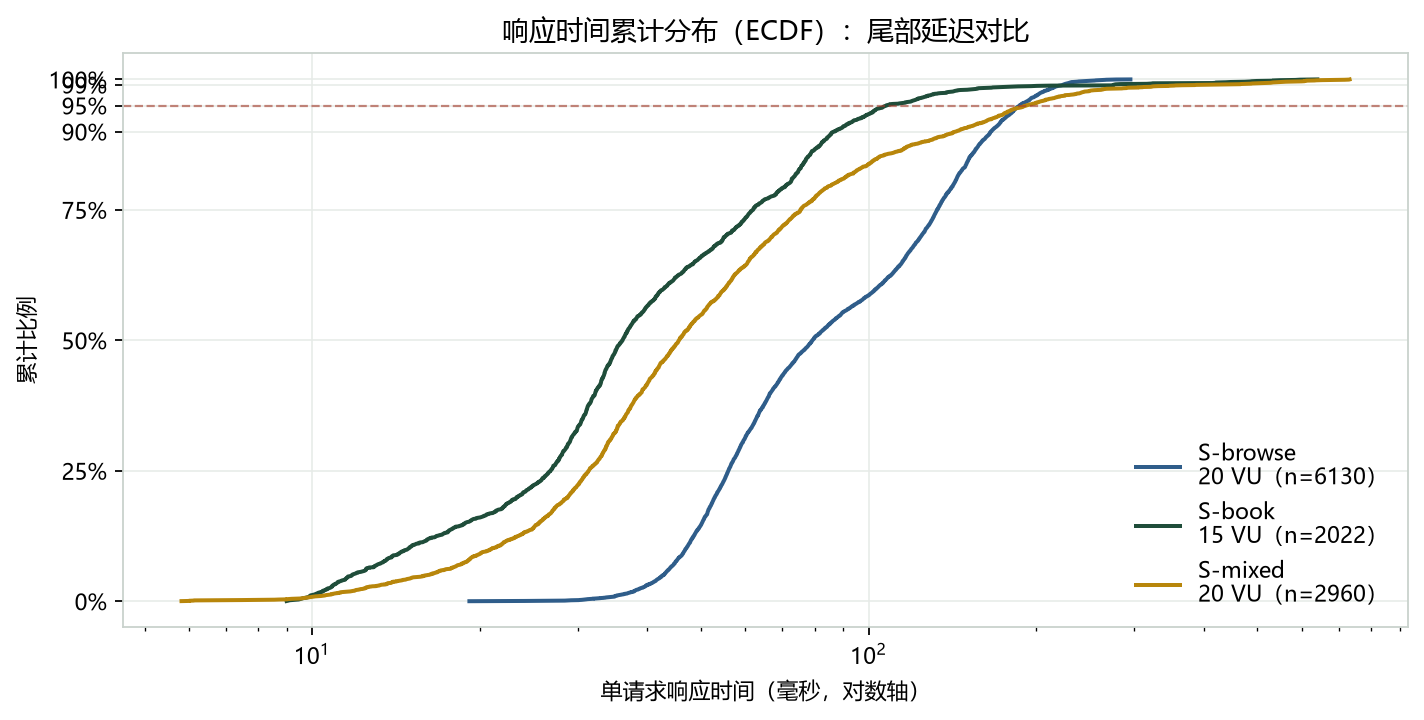 响应时间累计分布（ECDF）：尾部延迟对比
100%
99%
95%
90%
75%
50%
25%
0%
累计比例
S-browse
20 VU（n=6130）
S-book
15 VU（n=2022）
S-mixed
20 VU（n=2960）
10¹
10²
单请求响应时间（毫秒，对数轴）